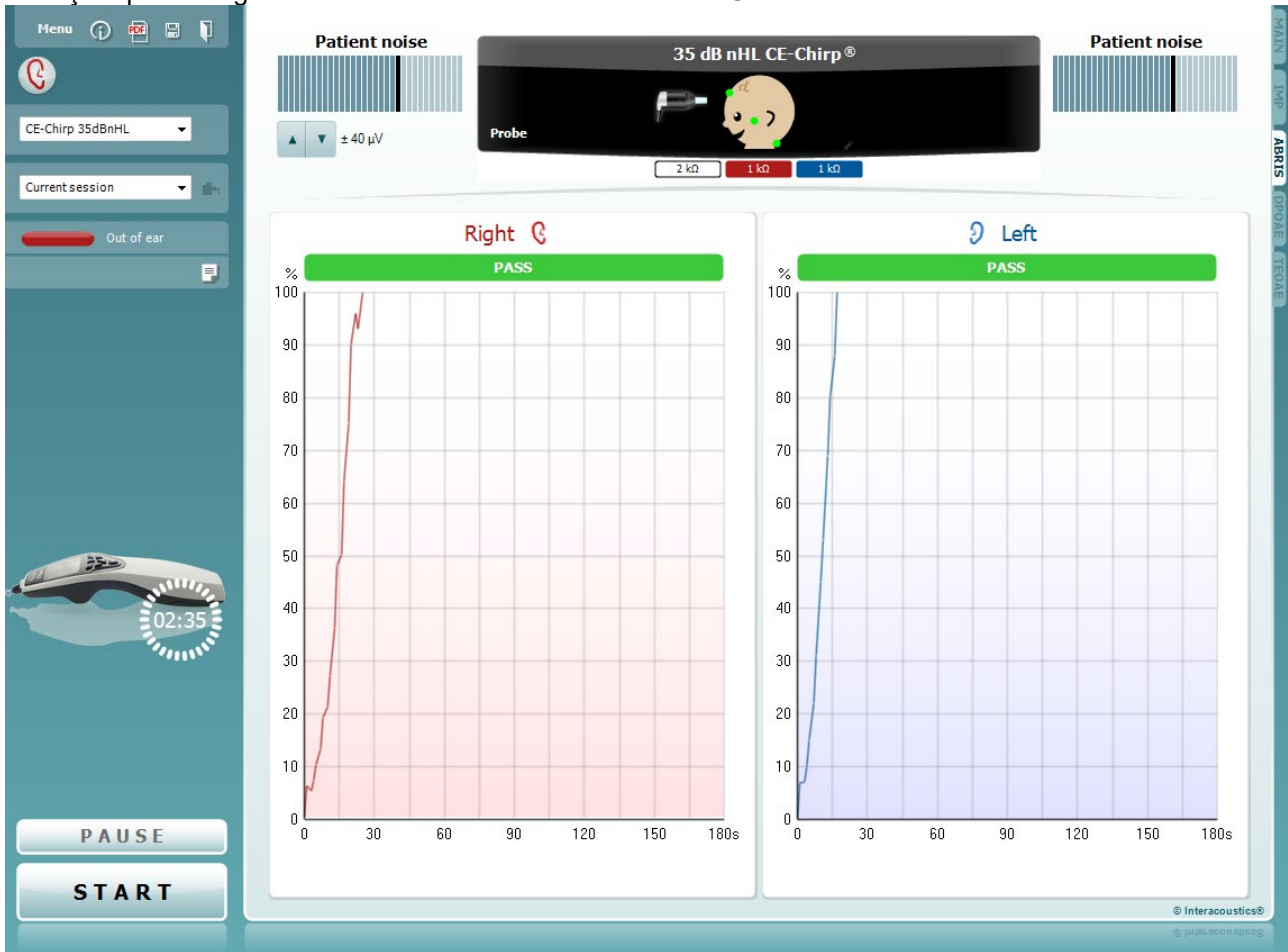 Menu
PDF
CE-Chirp 35dBnHL
Current session
Out of ear
02:35
PAUSE
START
Patient noise
± 40 µV
35 dB nHL CE-Chirp®
Probe
2 kΩ 1 kΩ 1 kΩ
Patient noise
Right
PASS
%
100
90
80
70
60
50
40
30
20
10
0
0 30 60 90 120 150 180s
Left
PASS
%
100
90
80
70
60
50
40
30
20
10
0
0 30 60 90 120 150 180s
MAIN
IMP
ABRIS
DPOAE
TEOAE
© Interacoustics®
© Interacoustics®